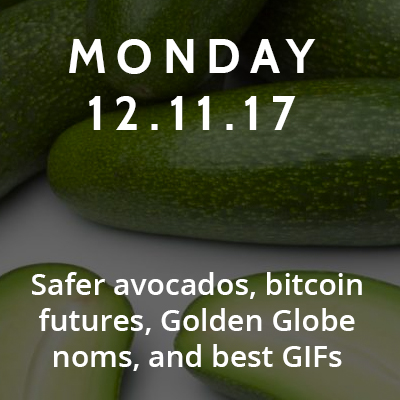 MONDAY
12.11.17
Safer avocados, bitcoin
futures, Golden Globe
noms, and best GIFs